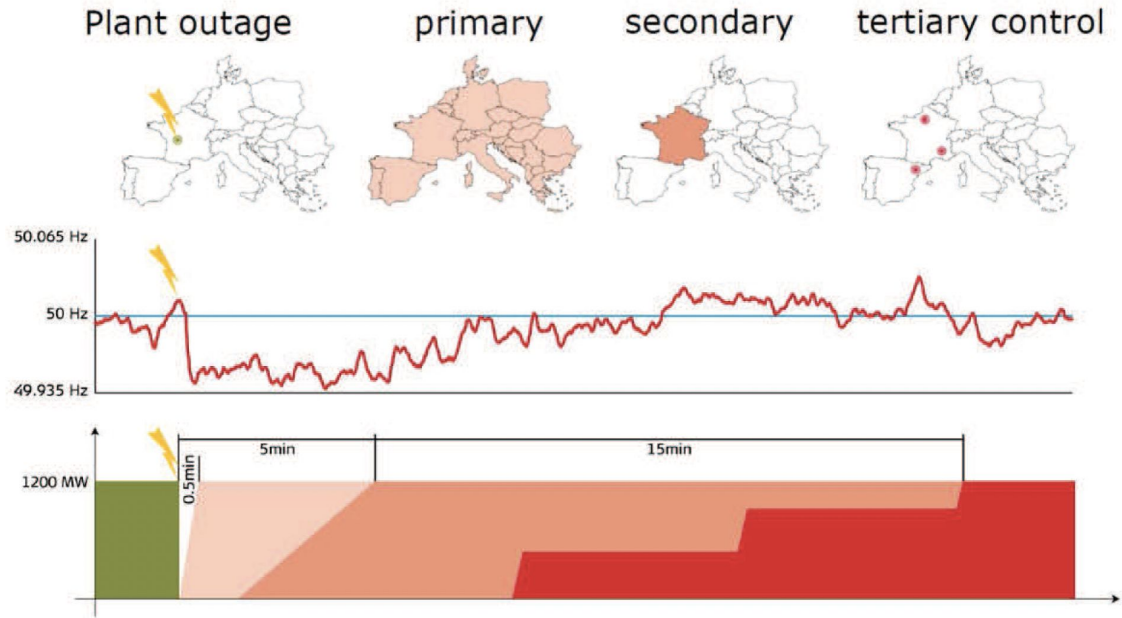 Plant outage primary secondary tertiary control
50.065 Hz
50 Hz
49.935 Hz
5min 15min
0.5min
1200 MW